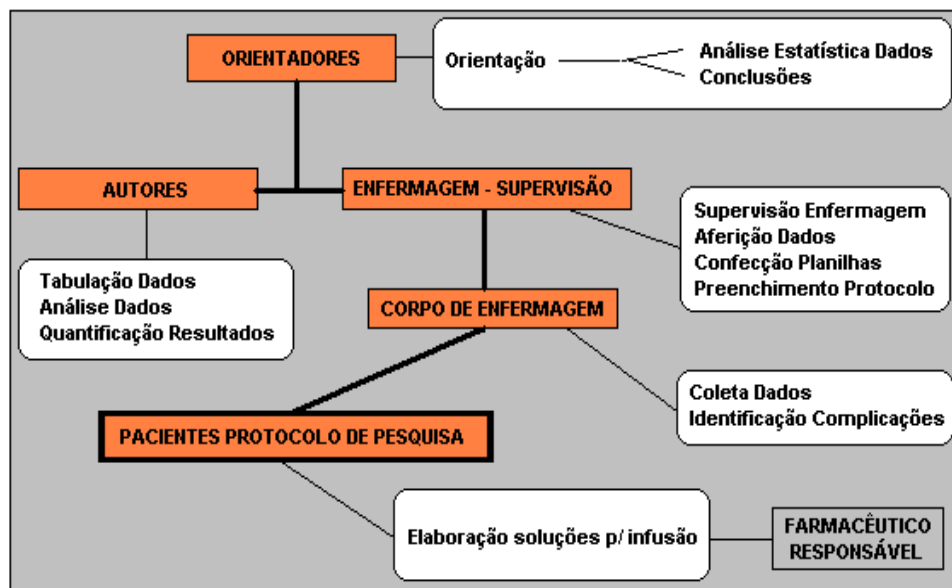 ORIENTADORES
Orientação
Análise Estatística Dados
Conclusões
AUTORES
ENFERMAGEM - SUPERVISÃO
Supervisão Enfermagem
Aferição Dados
Confecção Planilhas
Preenchimento Protocolo
Tabulação Dados
Análise Dados
Quantificação Resultados
CORPO DE ENFERMAGEM
Coleta Dados
Identificação Complicações
PACIENTES PROTOCOLO DE PESQUISA
Elaboração soluções p/ infusão
FARMACÊUTICO
RESPONSÁVEL